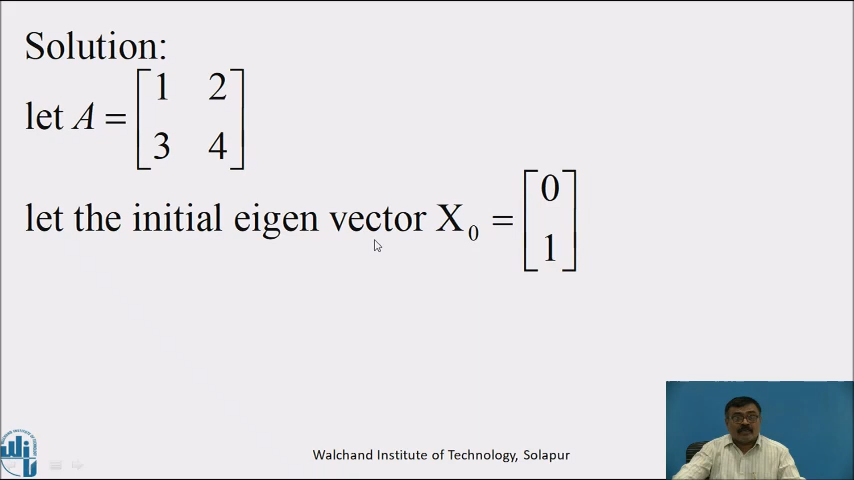 Solution:
let A = [1 2
3 4]
let the initial eigen vector X₀ = [0
1]
Walchand Institute of Technology, Solapur